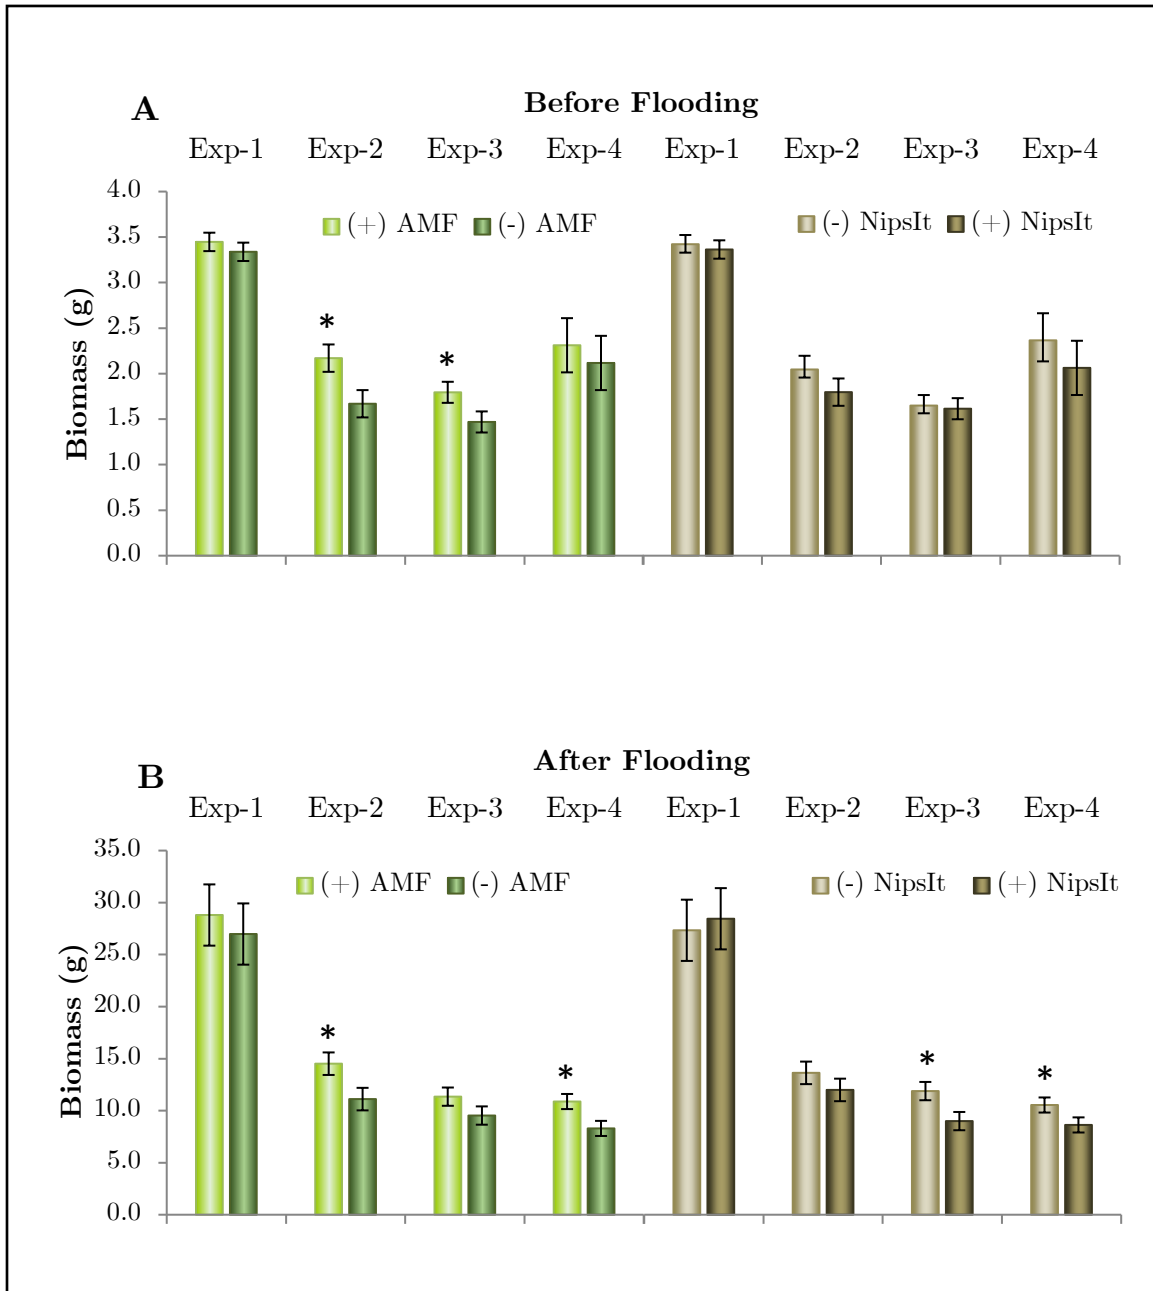 Before Flooding
A
Exp-1 Exp-2 Exp-3 Exp-4 Exp-1 Exp-2 Exp-3 Exp-4
4.0
(+) AMF (-) AMF (-) NipsIt (+) NipsIt
3.5
3.0
2.5
*
2.0
*
1.5
1.0
0.5
0.0
Biomass (g)
After Flooding
B
Exp-1 Exp-2 Exp-3 Exp-4 Exp-1 Exp-2 Exp-3 Exp-4
35.0
(+) AMF (-) AMF (-) NipsIt (+) NipsIt
30.0
25.0
20.0
*
15.0
* * *
10.0
5.0
0.0
Biomass (g)